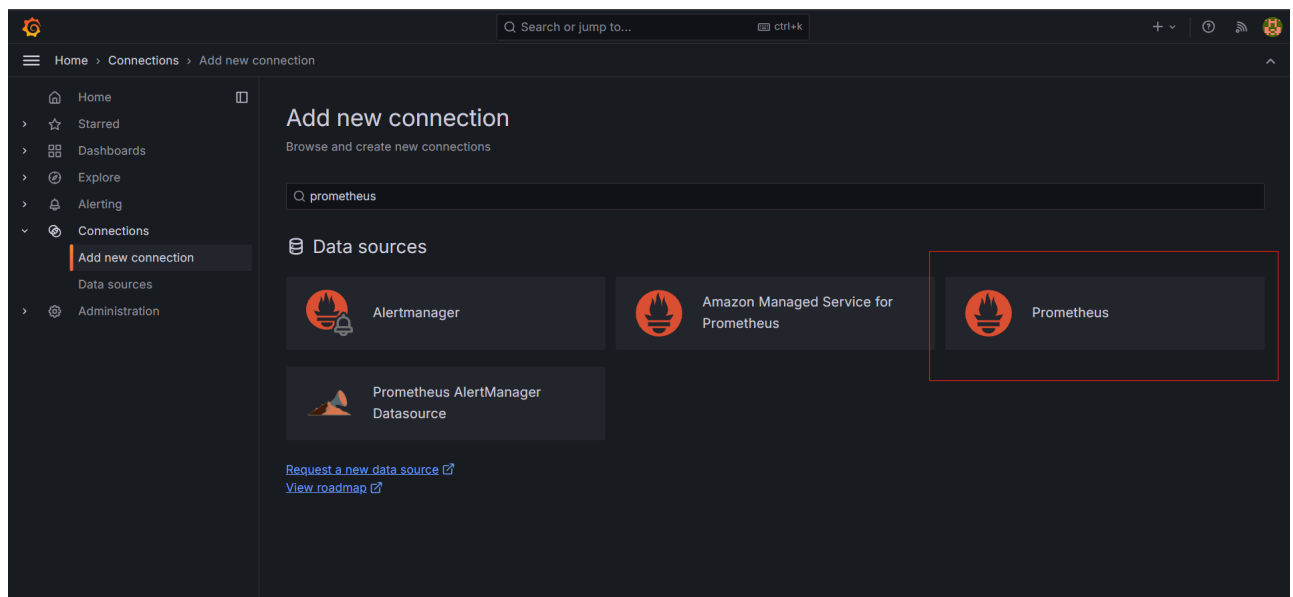 Search or jump to...
ctrl+k
Home › Connections › Add new connection
Home
Starred
Dashboards
Explore
Alerting
Connections
Add new connection
Data sources
Administration
Add new connection
Browse and create new connections
prometheus
Data sources
Alertmanager
Amazon Managed Service for
Prometheus
Prometheus
Prometheus AlertManager
Datasource
Request a new data source
View roadmap